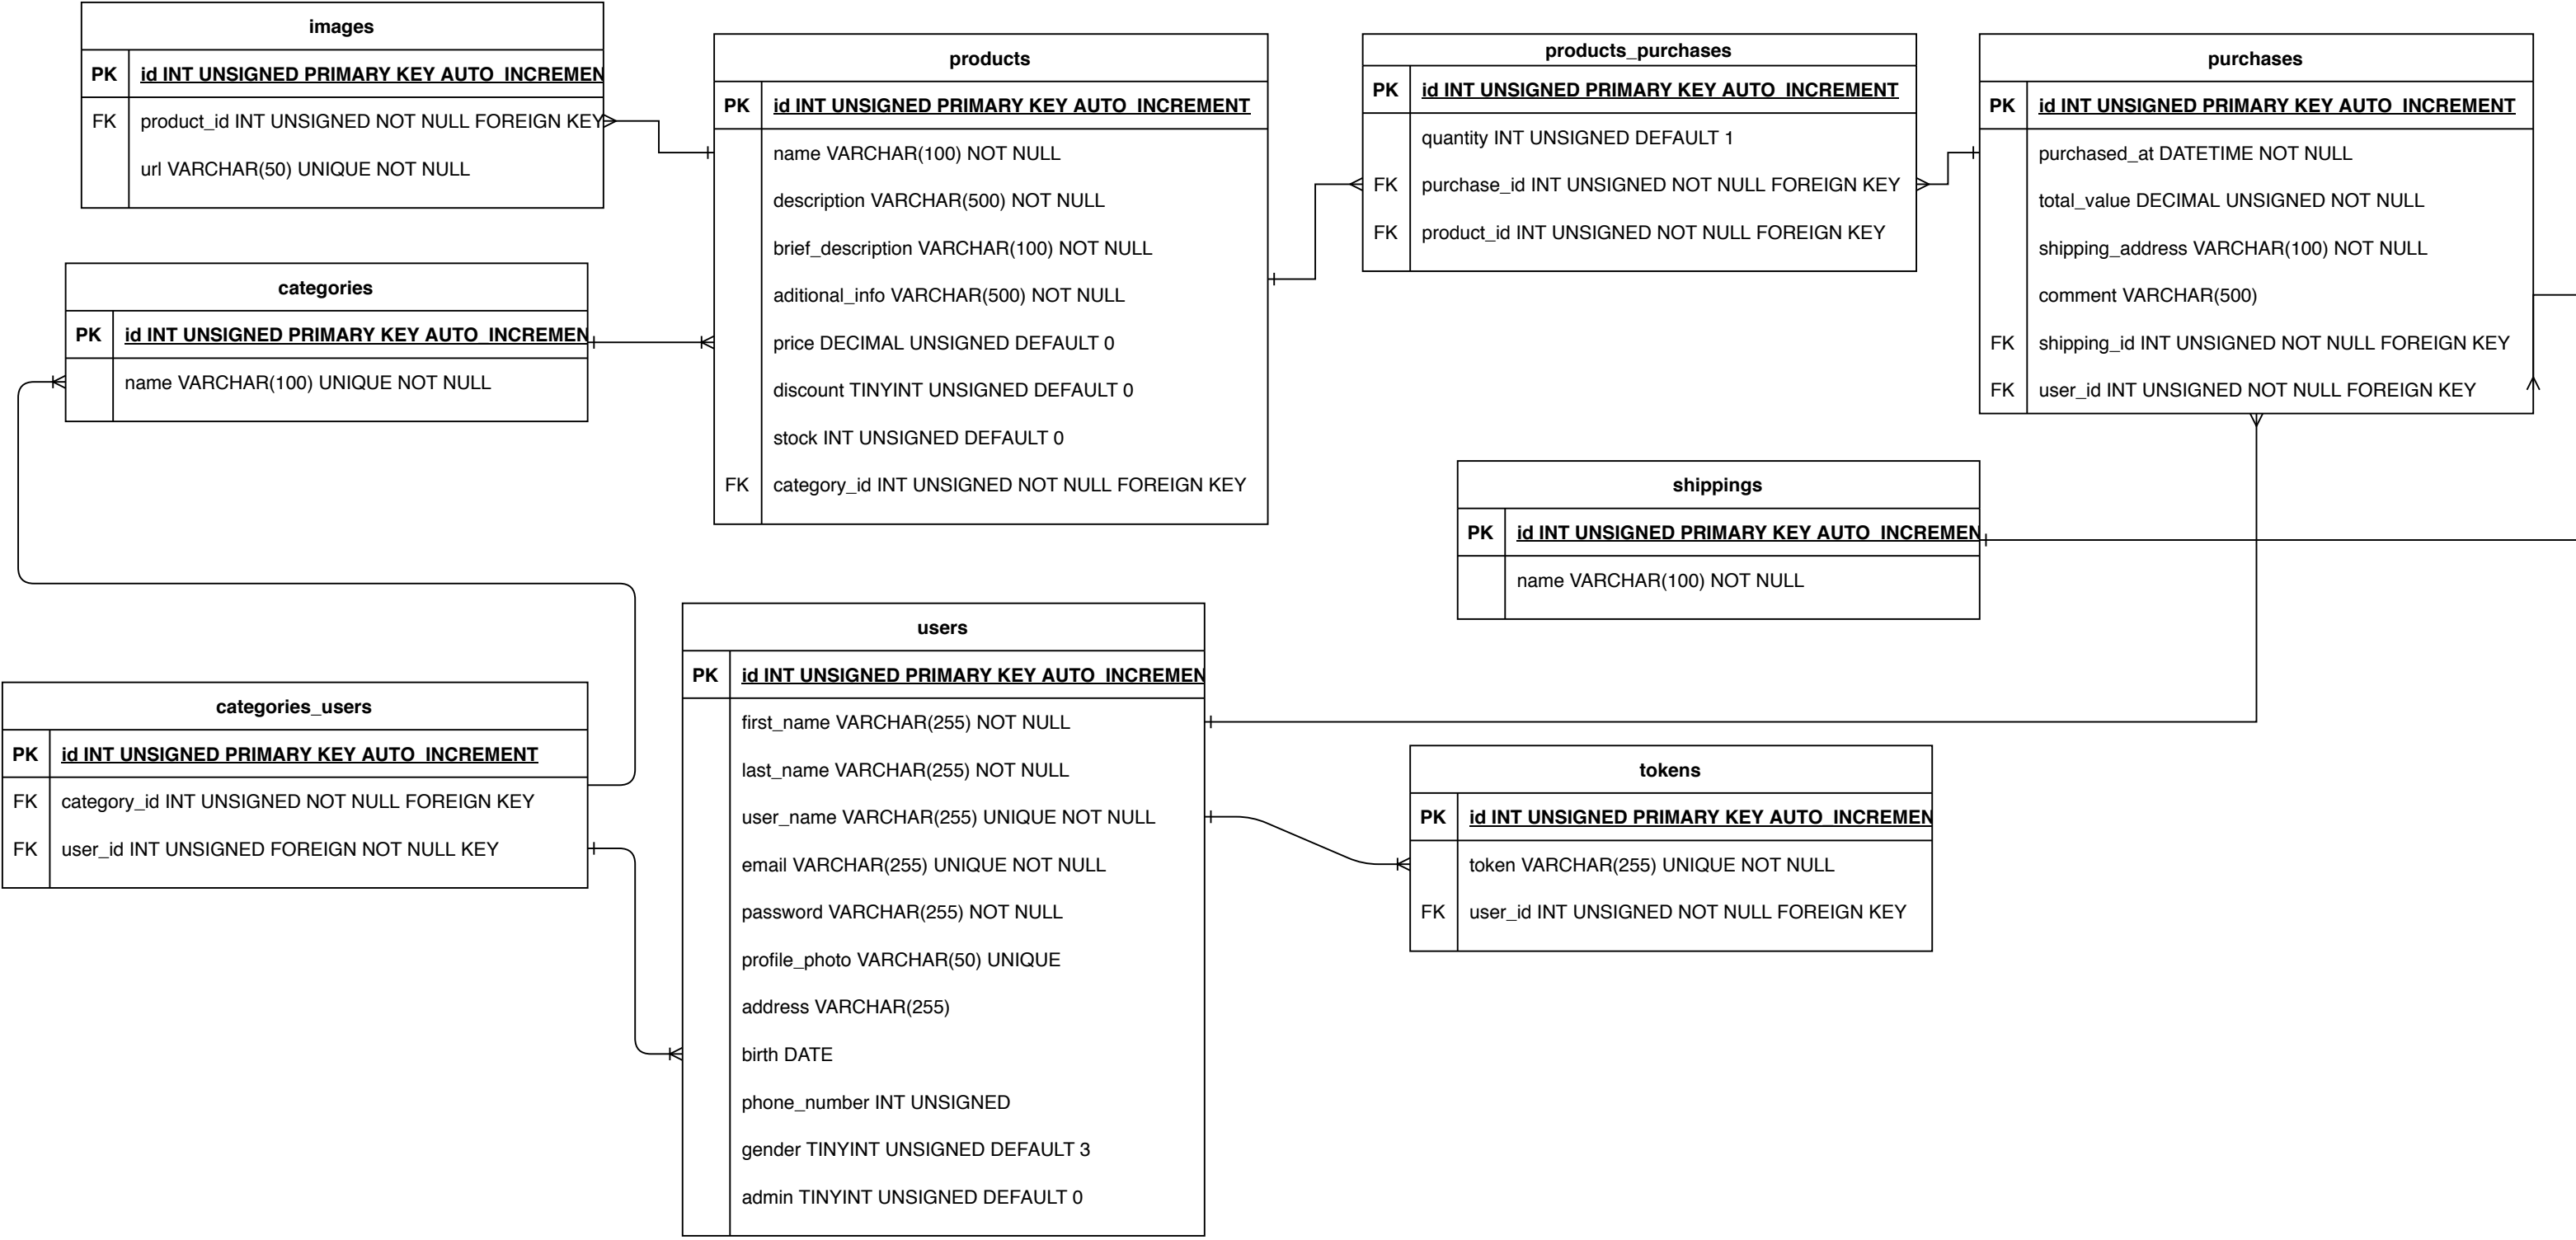 images
PK id INT UNSIGNED PRIMARY KEY AUTO_INCREMEN
FK product_id INT UNSIGNED NOT NULL FOREIGN KEY
url VARCHAR(50) UNIQUE NOT NULL
products
PK id INT UNSIGNED PRIMARY KEY AUTO_INCREMENT
name VARCHAR(100) NOT NULL
description VARCHAR(500) NOT NULL
brief_description VARCHAR(100) NOT NULL
aditional_info VARCHAR(500) NOT NULL
price DECIMAL UNSIGNED DEFAULT 0
discount TINYINT UNSIGNED DEFAULT 0
stock INT UNSIGNED DEFAULT 0
FK category_id INT UNSIGNED NOT NULL FOREIGN KEY
products_purchases
PK id INT UNSIGNED PRIMARY KEY AUTO_INCREMENT
quantity INT UNSIGNED DEFAULT 1
FK purchase_id INT UNSIGNED NOT NULL FOREIGN KEY
FK product_id INT UNSIGNED NOT NULL FOREIGN KEY
purchases
PK id INT UNSIGNED PRIMARY KEY AUTO_INCREMENT
purchased_at DATETIME NOT NULL
total_value DECIMAL UNSIGNED NOT NULL
shipping_address VARCHAR(100) NOT NULL
comment VARCHAR(500)
FK shipping_id INT UNSIGNED NOT NULL FOREIGN KEY
FK user_id INT UNSIGNED NOT NULL FOREIGN KEY
categories
PK id INT UNSIGNED PRIMARY KEY AUTO_INCREMEN
name VARCHAR(100) UNIQUE NOT NULL
shippings
PK id INT UNSIGNED PRIMARY KEY AUTO_INCREMEN
name VARCHAR(100) NOT NULL
categories_users
PK id INT UNSIGNED PRIMARY KEY AUTO_INCREMENT
FK category_id INT UNSIGNED NOT NULL FOREIGN KEY
FK user_id INT UNSIGNED FOREIGN NOT NULL KEY
users
PK id INT UNSIGNED PRIMARY KEY AUTO_INCREMEN
first_name VARCHAR(255) NOT NULL
last_name VARCHAR(255) NOT NULL
user_name VARCHAR(255) UNIQUE NOT NULL
email VARCHAR(255) UNIQUE NOT NULL
password VARCHAR(255) NOT NULL
profile_photo VARCHAR(50) UNIQUE
address VARCHAR(255)
birth DATE
phone_number INT UNSIGNED
gender TINYINT UNSIGNED DEFAULT 3
admin TINYINT UNSIGNED DEFAULT 0
tokens
PK id INT UNSIGNED PRIMARY KEY AUTO_INCREMEN
token VARCHAR(255) UNIQUE NOT NULL
FK user_id INT UNSIGNED NOT NULL FOREIGN KEY